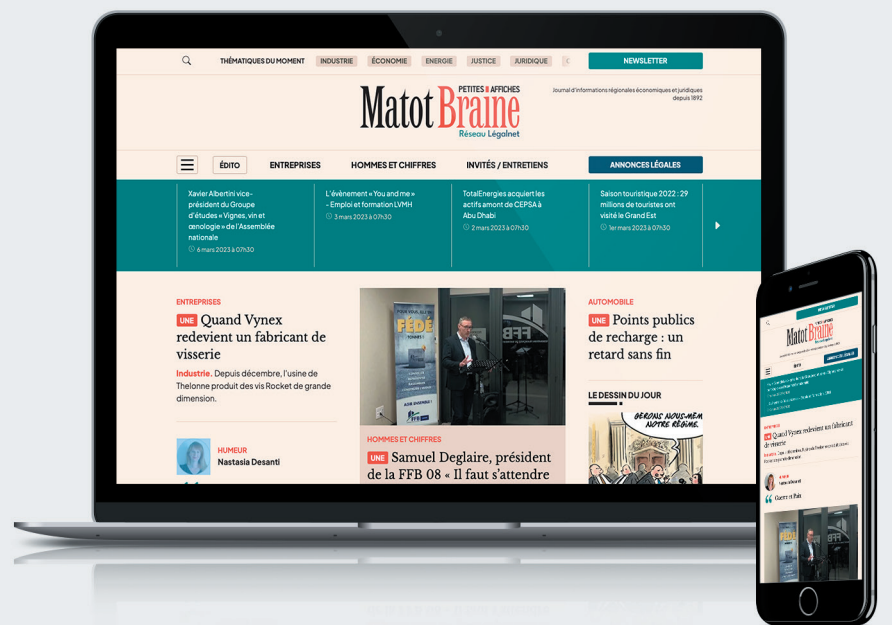 THÉMATIQUES DU MOMENT INDUSTRIE ÉCONOMIE ENERGIE JUSTICE JURIDIQUE NEWSLETTER
PETITES AFFICHES
Matot Braine
Réseau Légalnet
Journal d'informations régionales économiques et juridiques
depuis 1892
ÉDITO ENTREPRISES HOMMES ET CHIFFRES INVITÉS / ENTRETIENS ANNONCES LÉGALES
Xavier Albertini vice-
président du Groupe
d'études « Vignes, vin et
œnologie » de l'Assemblée
nationale
6 mars 2023 à 07h30
L'évènement « You and me »
- Emploi et formation LVMH
3 mars 2023 à 07h30
TotalEnergies acquiert les
actifs amont de CEPSA à
Abu Dhabi
2 mars 2023 à 07h30
Saison touristique 2022 : 29
millions de touristes ont
visité le Grand Est
1er mars 2023 à 07h30
ENTREPRISES
UNE Quand Vynex
redevient un fabricant de
visserie
Industrie. Depuis décembre, l'usine de
Thelonne produit des vis Rocket de grande
dimension.
HUMEUR
Nastasia Desanti
FÉDÉ
FFB
HOMMES ET CHIFFRES
UNE Samuel Deglaire, président
de la FFB 08 « Il faut s'attendre
AUTOMOBILE
UNE Points publics
de recharge : un
retard sans fin
LE DESSIN DU JOUR
GÉRONS NOUS-MÊM
NOTRE RÉGIME.
Matot Braine
ENTREPRISES
UNE Quand Vynex redevient un fabricant
de visserie
Guerre et Paix